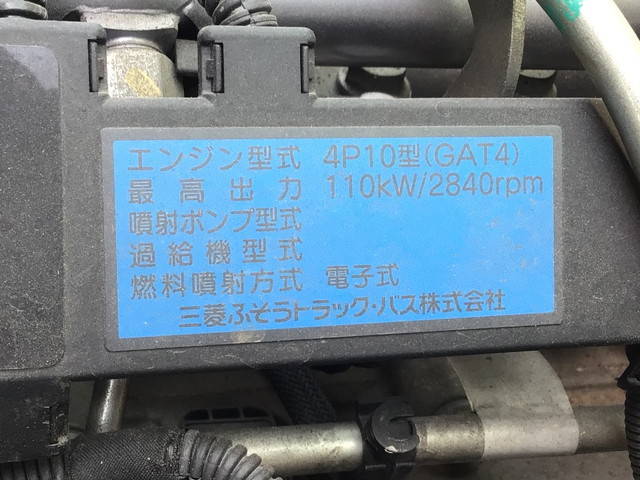 エンジン型式 4P10型(GAT4)
最高出力 110kW/2840rpm
噴射ポンプ型式
過給機型式
燃料噴射方式 電子式
三菱ふそうトラック・バス株式会社